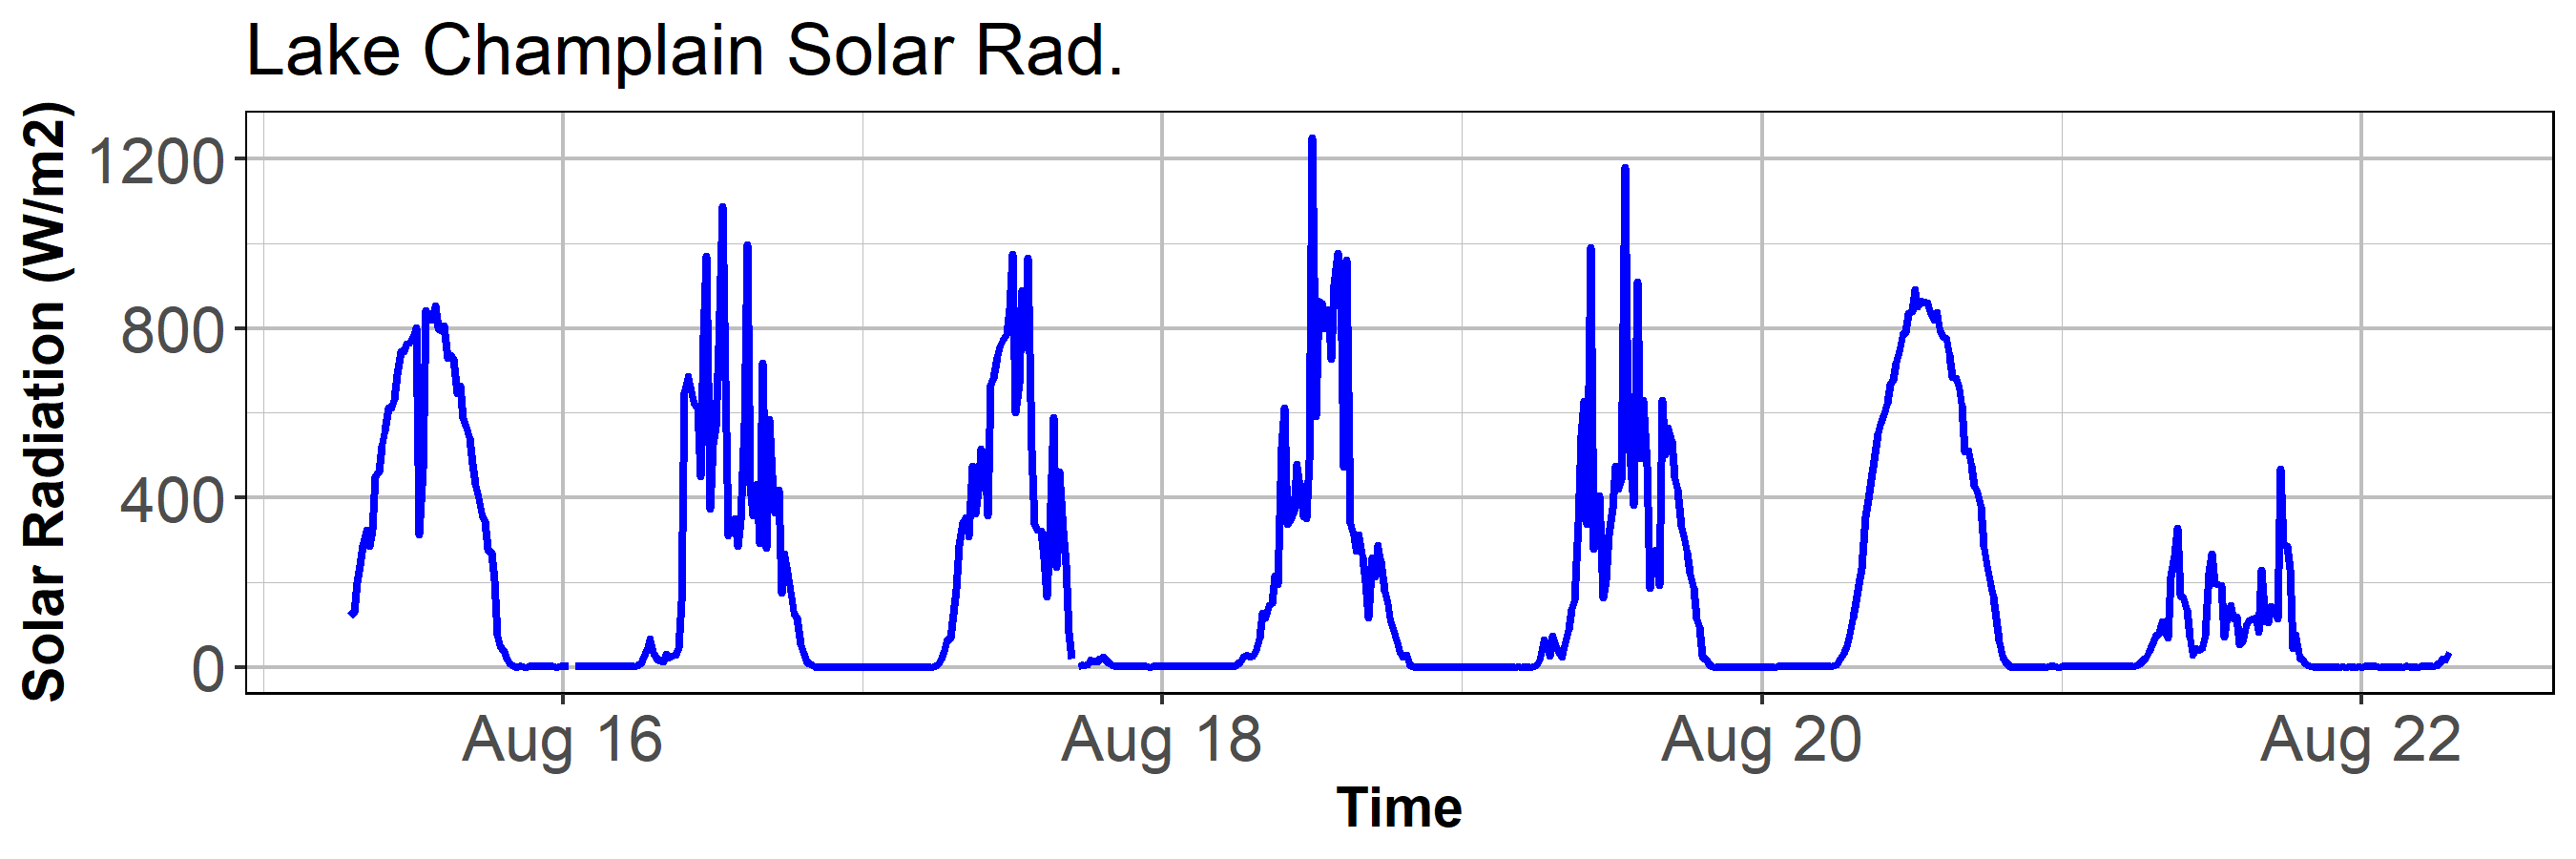 Lake Champlain Solar Rad.
Solar Radiation (W/m2)
1200
800
400
0
Aug 16 Aug 18 Aug 20 Aug 22
Time